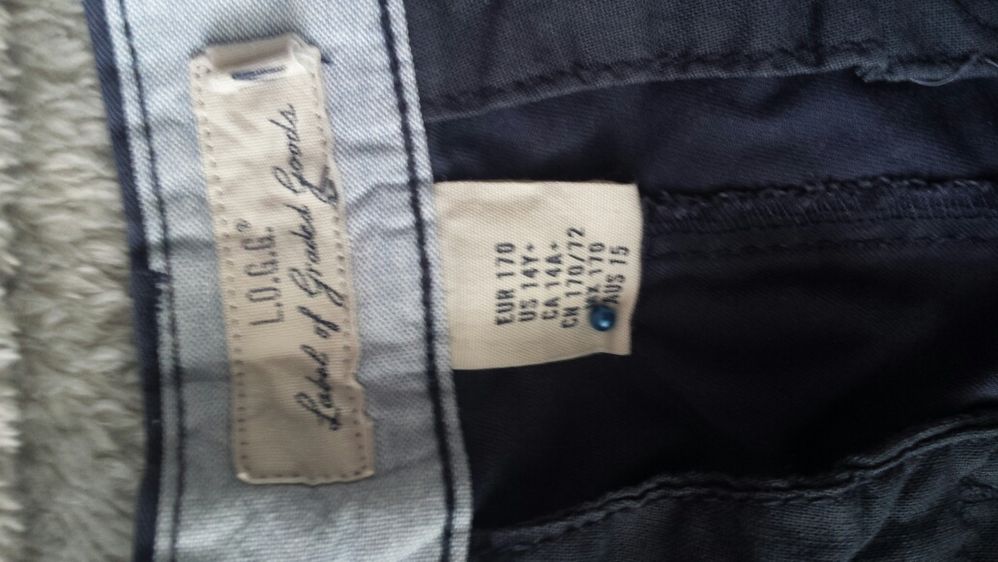 L.O.G.G.®
Label of Graded Goods
EUR 170
US 14Y+
CA 14A+
CN 170/72
MX 170
AUS 15